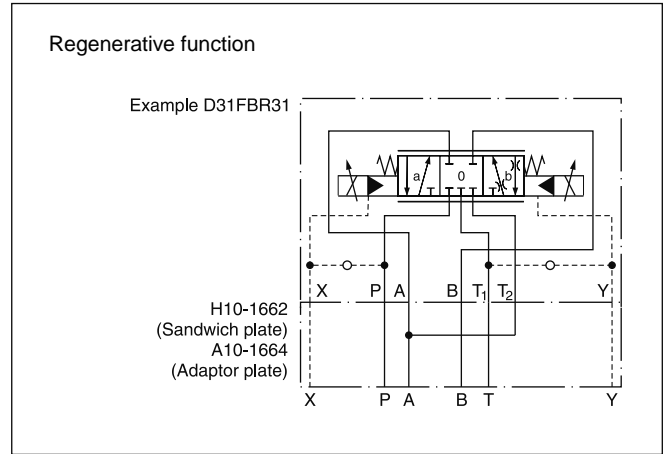 Regenerative function
Example D31FBR31
a 0 b
X P A B T1 T2 Y
H10-1662
(Sandwich plate)
A10-1664
(Adaptor plate)
X P A B T Y